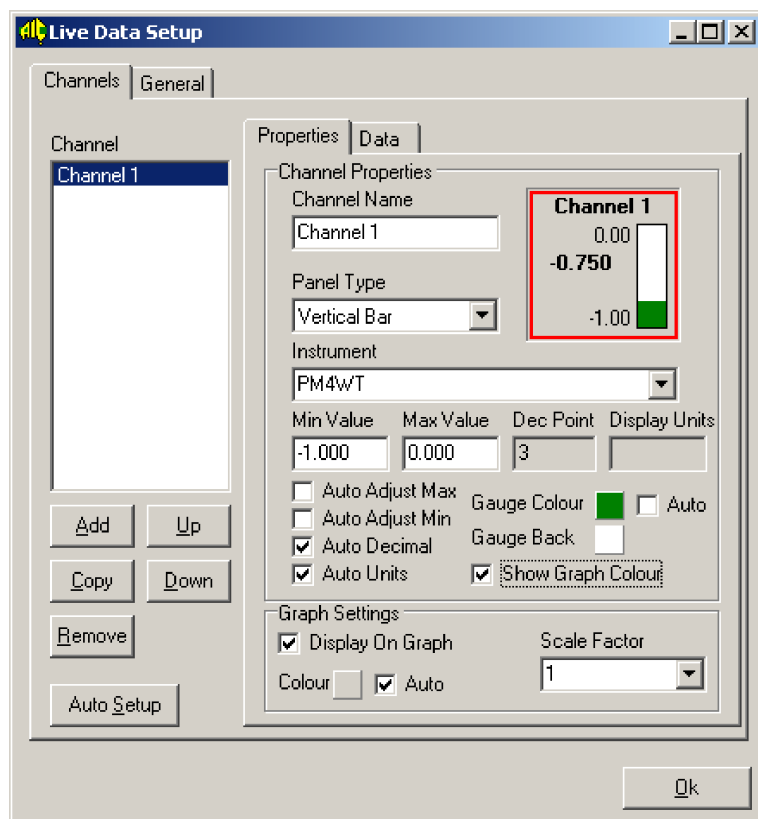 Live Data Setup
Channels General
Channel
Channel 1
Add Up
Copy Down
Remove
Auto Setup
Properties Data
Channel Properties
Channel Name
Channel 1
Panel Type
Vertical Bar
Channel 1
0.00
-0.750
-1.00
Instrument
PM4WT
Min Value Max Value Dec Point Display Units
-1.000 0.000 3
Auto Adjust Max
Auto Adjust Min
Auto Decimal
Auto Units
Gauge Colour Auto
Gauge Back
Show Graph Colour
Graph Settings
Display On Graph
Colour Auto
Scale Factor
1
Ok